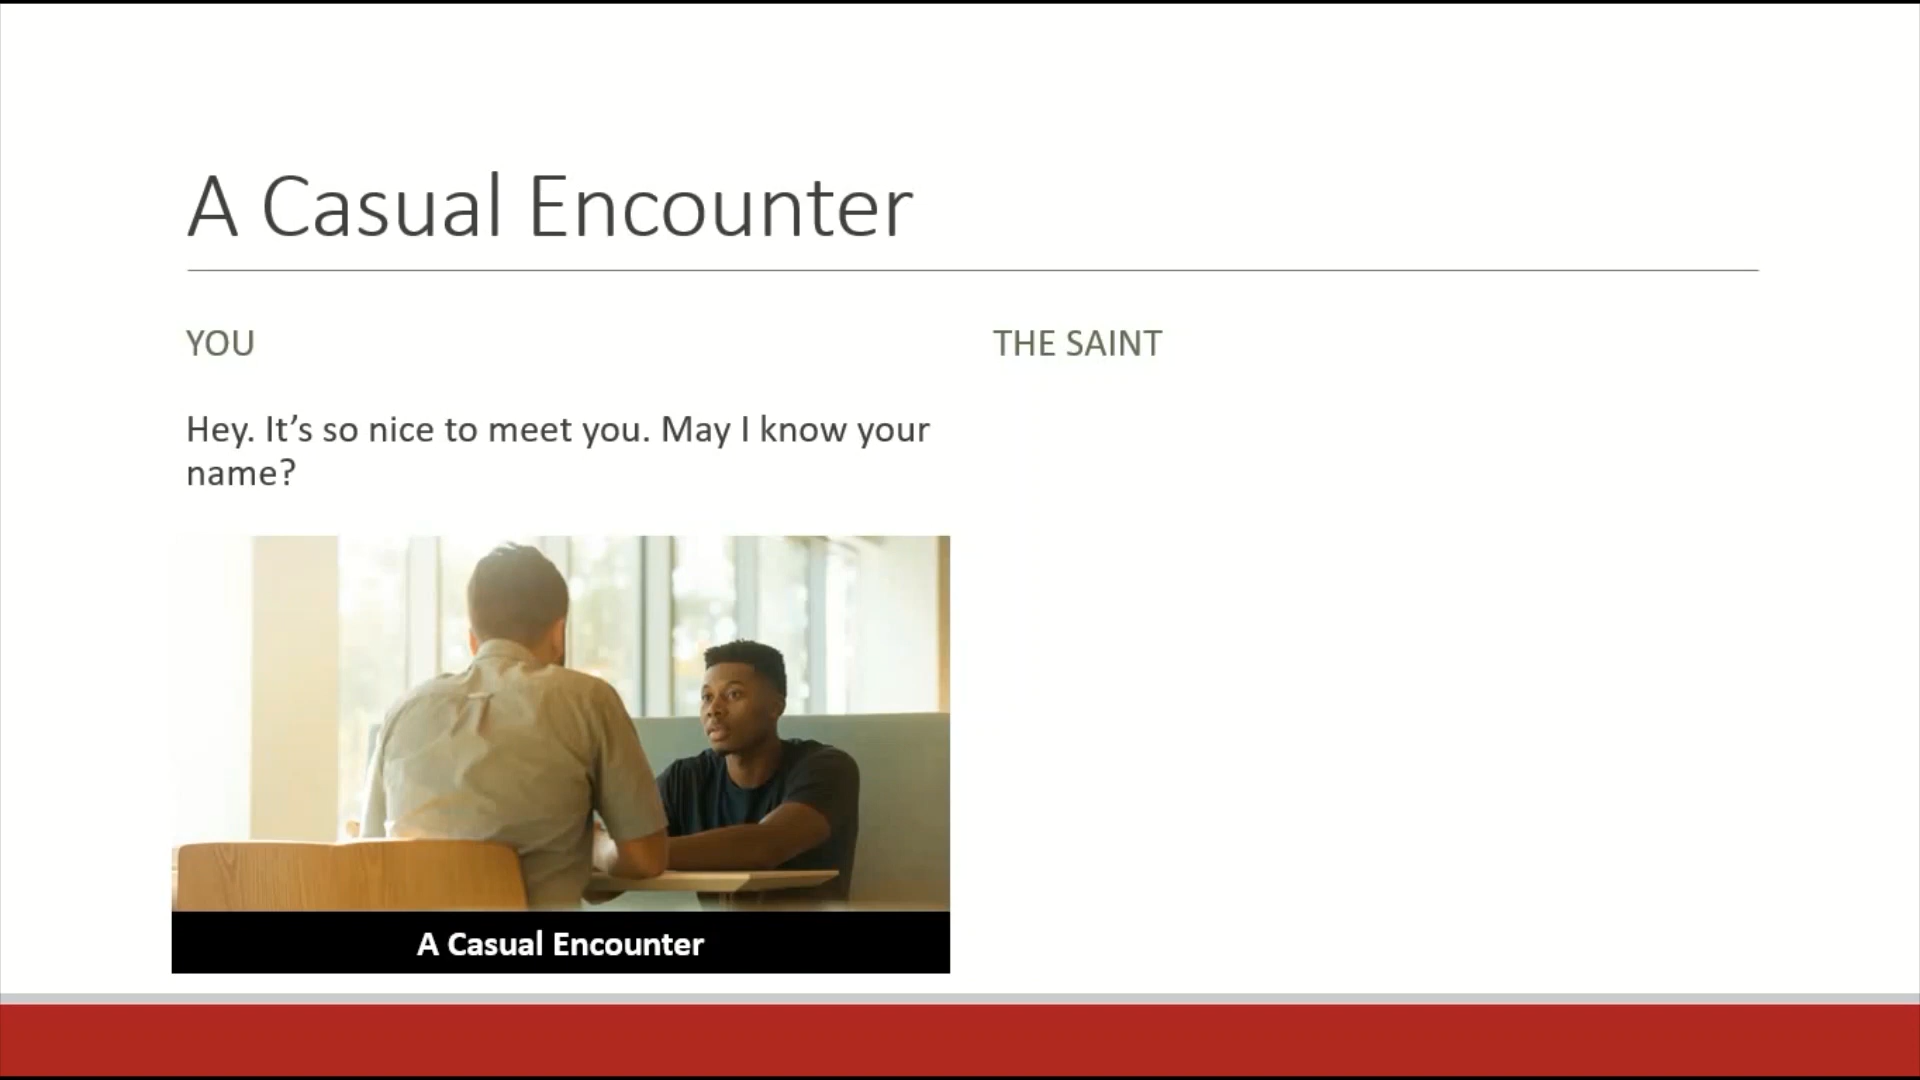 A Casual Encounter
YOU
THE SAINT
Hey. It’s so nice to meet you. May I know your
name?
A Casual Encounter